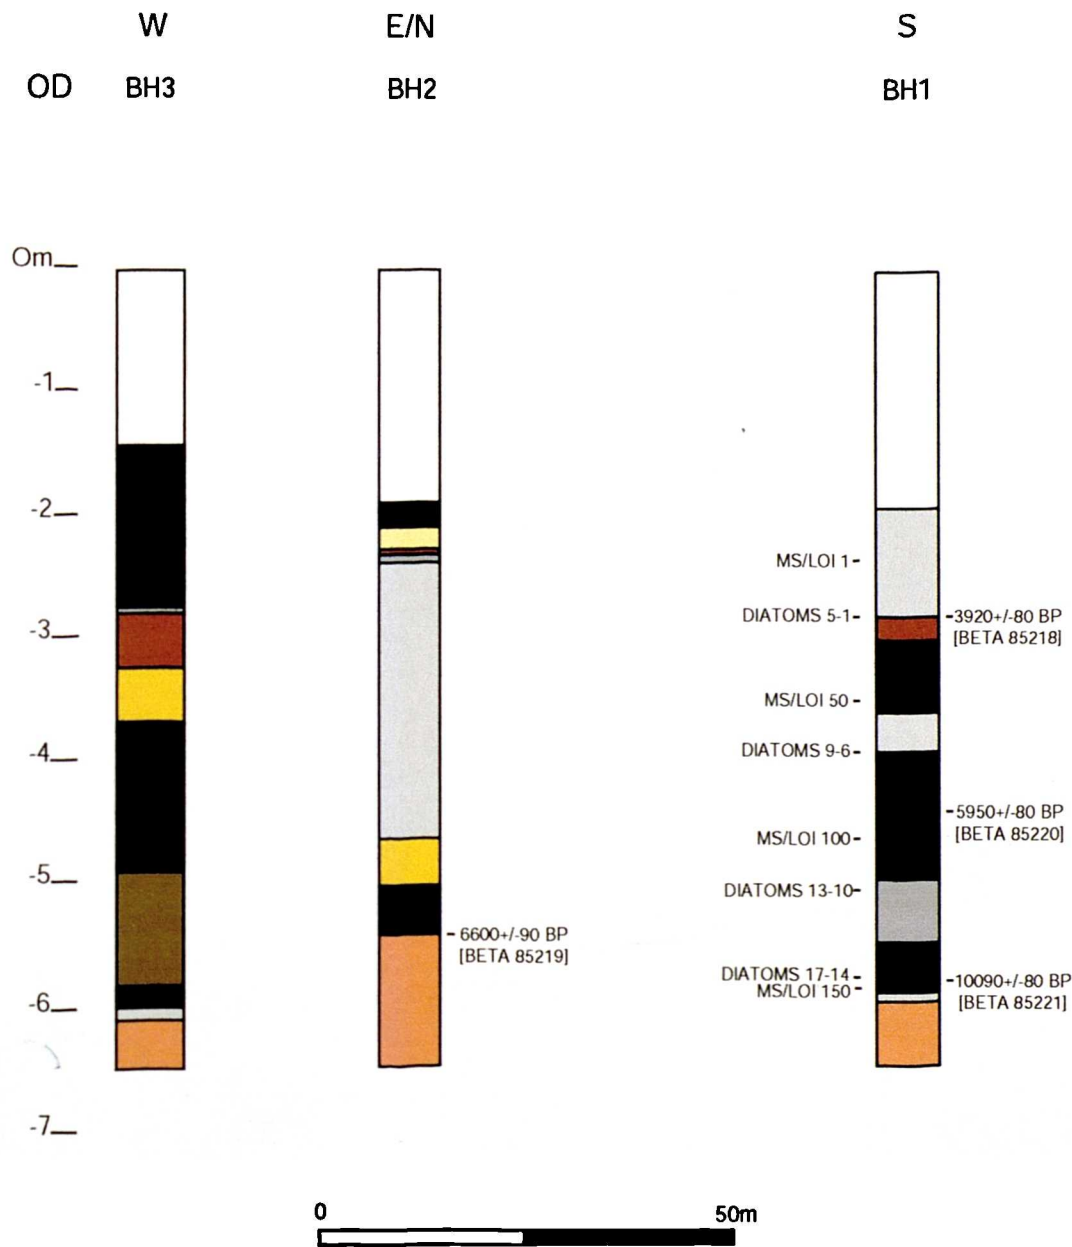 W E/N S
OD BH3 BH2 BH1
Om
-1
-2
MS/LOI 1
DIATOMS 5-1
3920+/-80 BP
[BETA 85218]
-3
MS/LOI 50
DIATOMS 9-6
-4
5950+/-80 BP
[BETA 85220]
MS/LOI 100
-5
DIATOMS 13-10
6600+/-90 BP
[BETA 85219]
DIATOMS 17-14
10090+/-80 BP
MS/LOI 150
[BETA 85221]
-6
-7
0 50m